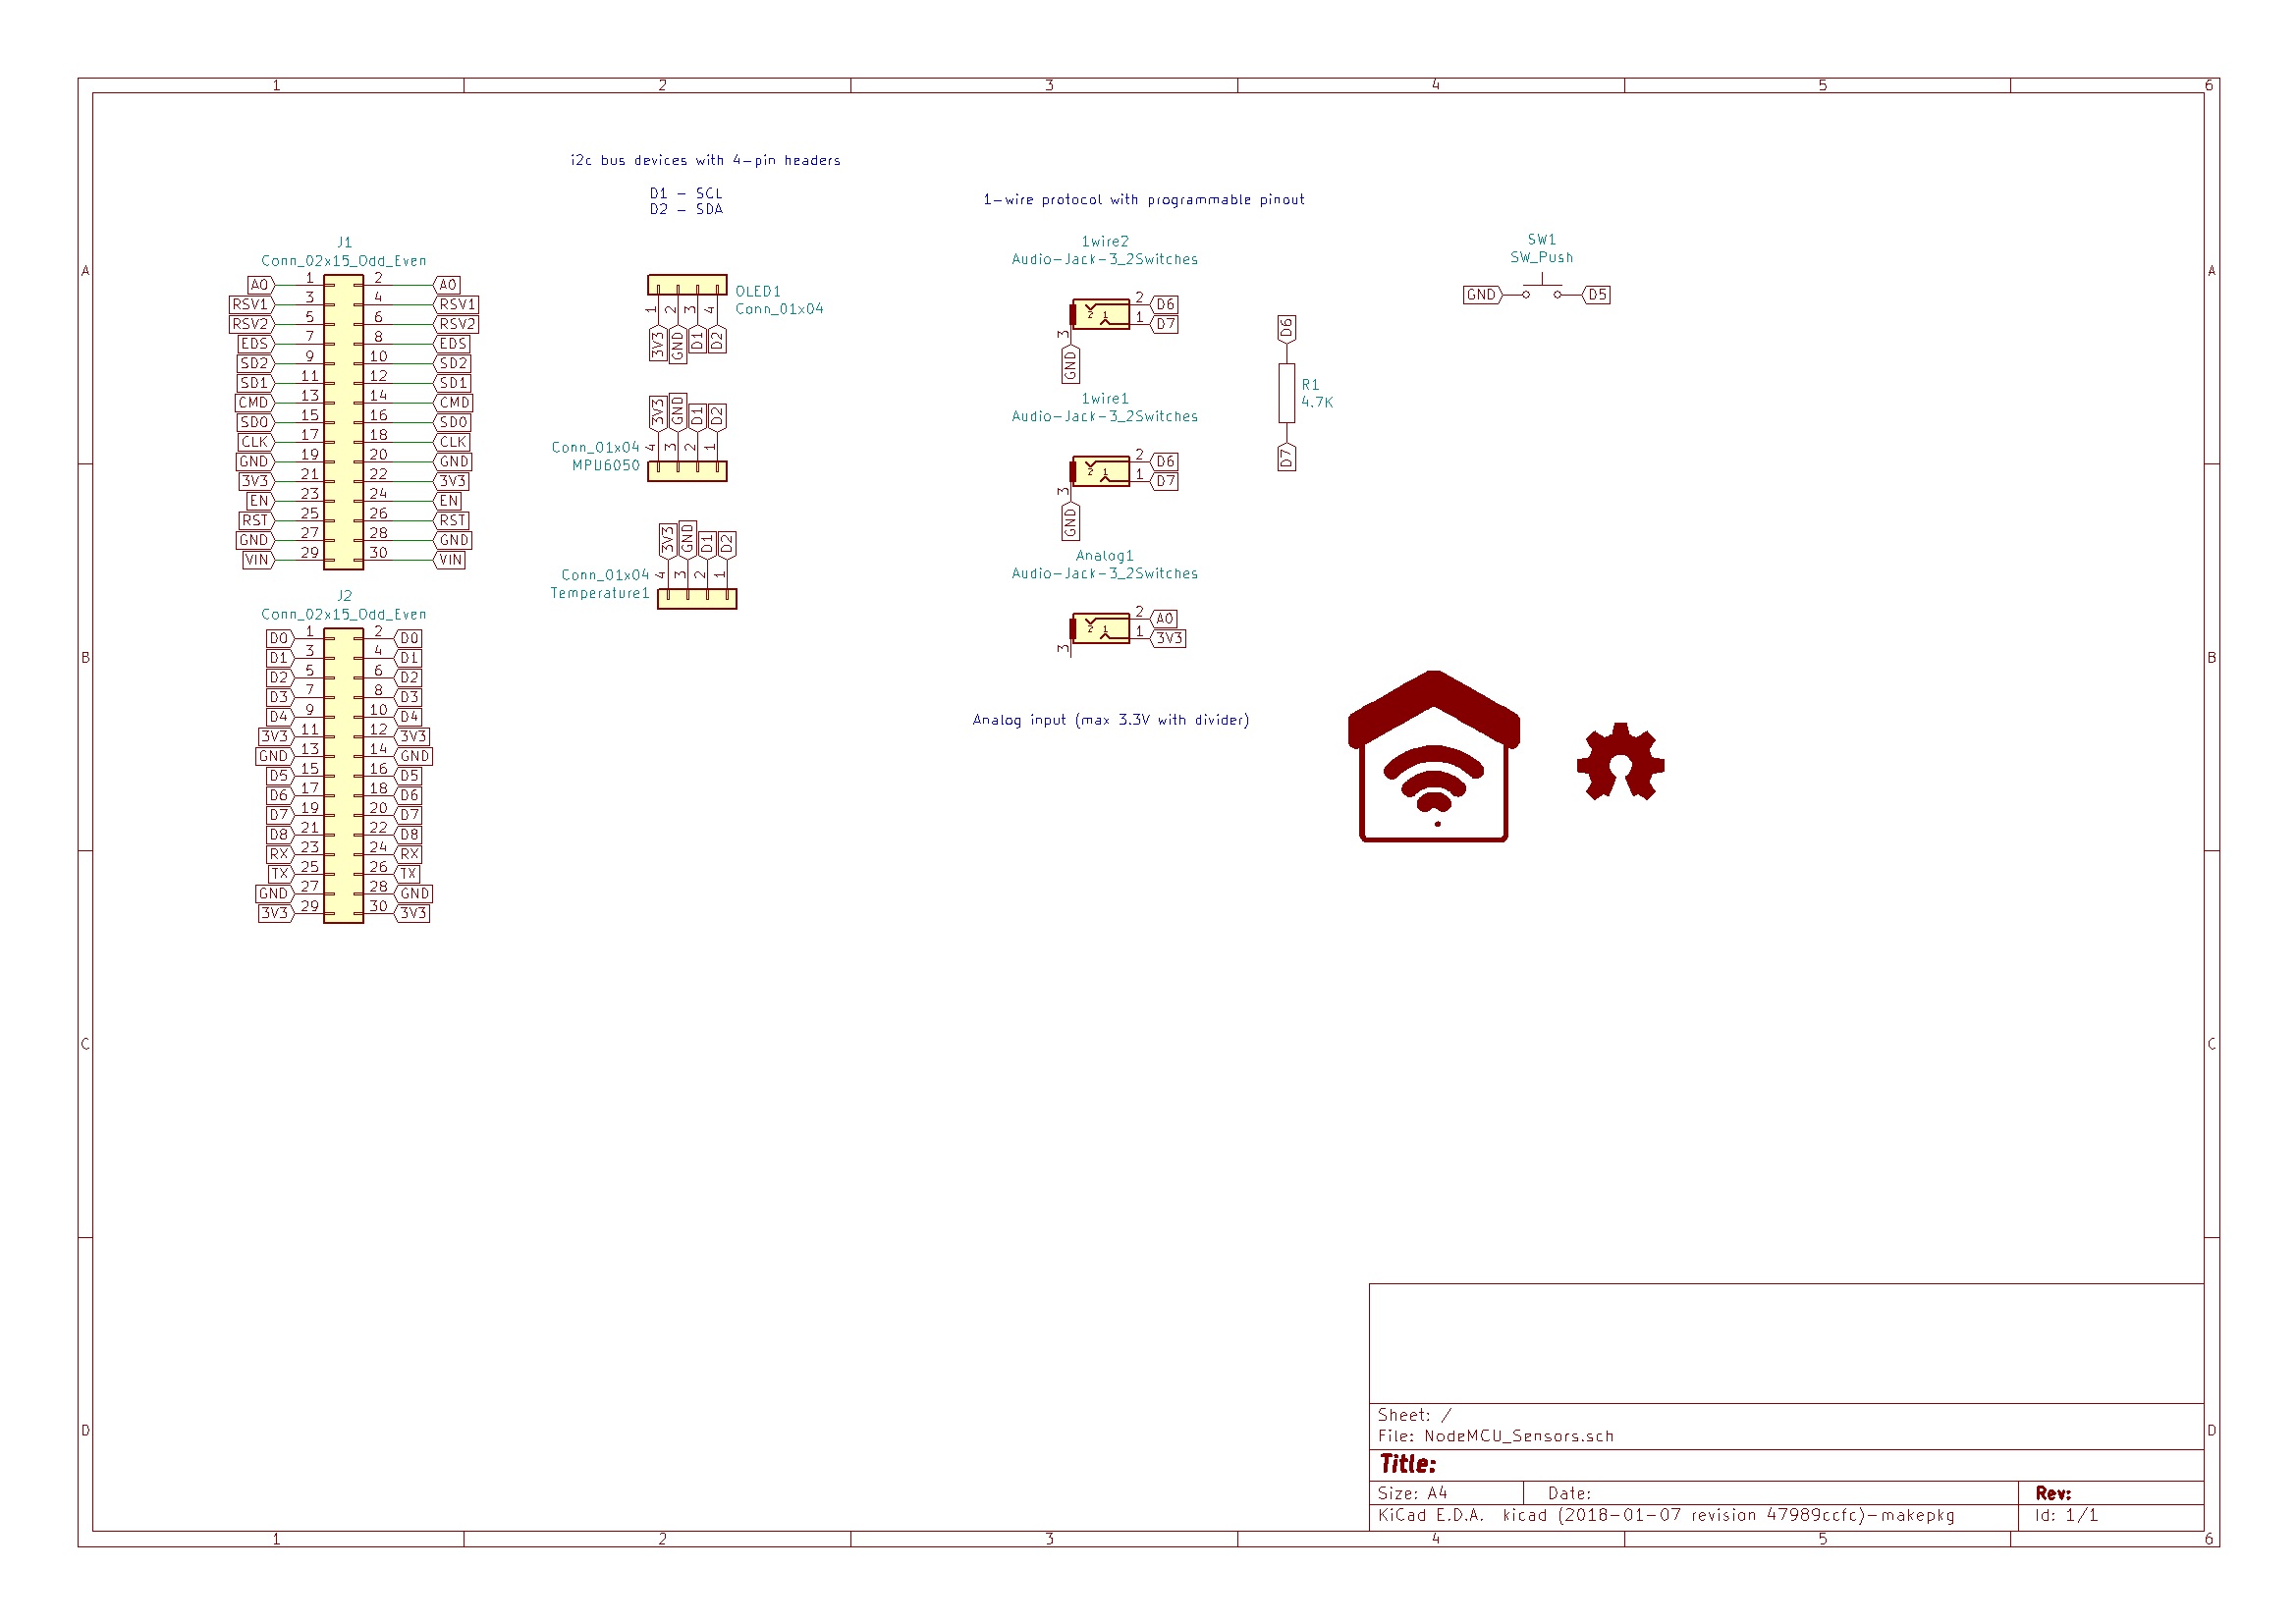 1 2 3 4 5 6
i2c bus devices with 4-pin headers
D1 - SCL
D2 - SDA
1-wire protocol with programmable pinout
J1
Conn_02x15_Odd_Even
A0 1 2 A0
RSV1 3 4 RSV1
RSV2 5 6 RSV2
EDS 7 8 EDS
SD2 9 10 SD2
SD1 11 12 SD1
CMD 13 14 CMD
SD0 15 16 SD0
CLK 17 18 CLK
GND 19 20 GND
3V3 21 22 3V3
EN 23 24 EN
RST 25 26 RST
GND 27 28 GND
VIN 29 30 VIN
J2
Conn_02x15_Odd_Even
D0 1 2 D0
D1 3 4 D1
D2 5 6 D2
D3 7 8 D3
D4 9 10 D4
3V3 11 12 3V3
GND 13 14 GND
D5 15 16 D5
D6 17 18 D6
D7 19 20 D7
D8 21 22 D8
RX 23 24 RX
TX 25 26 TX
GND 27 28 GND
3V3 29 30 3V3
OLED1
Conn_01x04
1 2 3 4
3V3 GND D1 D2
3V3 GND D1 D2
4 3 2 1
Conn_01x04
MPU6050
3V3 GND D1 D2
4 3 2 1
Conn_01x04
Temperature1
1wire2
Audio-Jack-3_2Switches
2 D6
2 1
1 D7
3
GND
1wire1
Audio-Jack-3_2Switches
2 D6
2 1
1 D7
3
GND
Analog1
Audio-Jack-3_2Switches
2 A0
2 1
1 3V3
3
Analog input (max 3.3V with divider)
D6
R1
4.7K
D7
SW1
SW_Push
GND D5
A A
B B
C C
D D
Sheet: /
File: NodeMCU_Sensors.sch
Title:
Size: A4 Date: Rev:
KiCad E.D.A. kicad (2018-01-07 revision 47989ccfc)-makepkg Id: 1/1
1 2 3 4 5 6